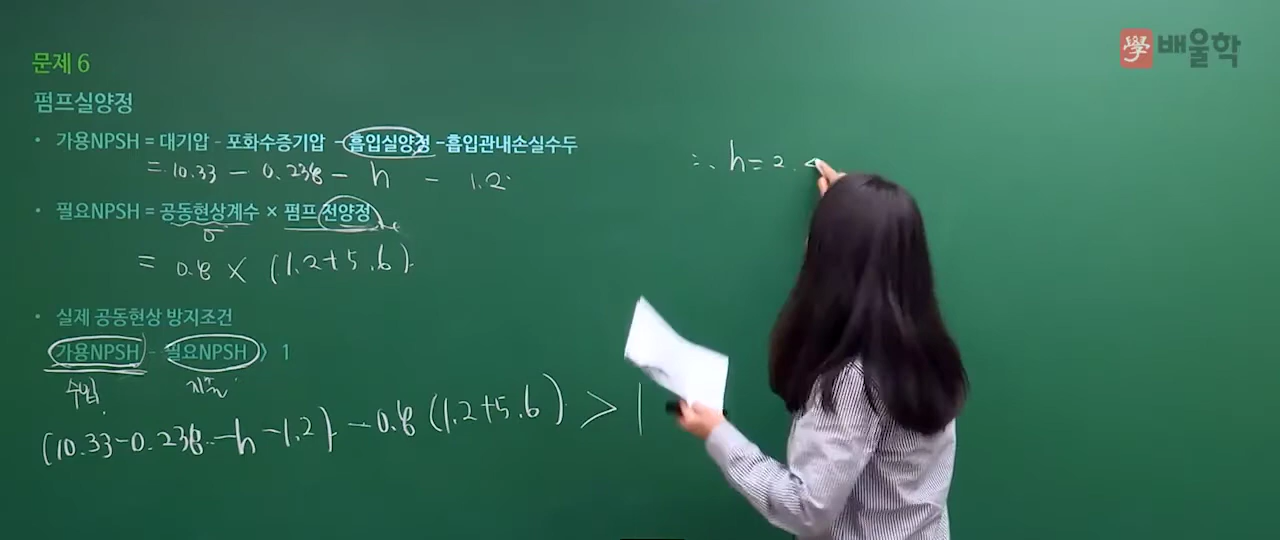 學 배울학
문제 6
펌프실양정
• 가용NPSH = 대기압 - 포화수증기압 - 흡입실양정 -흡입관내손실수두
= 10.33 - 0.238 - h - 1.2
• 필요NPSH = 공동현상계수 × 펌프 전양정
σ
= 0.8 × (1.2+5.6)
• 실제 공동현상 방지조건
가용NPSH - 필요NPSH 〉 1
(10.33-0.238-h-1.2) - 0.8(1.2+5.6) > 1
∴ h = 2.